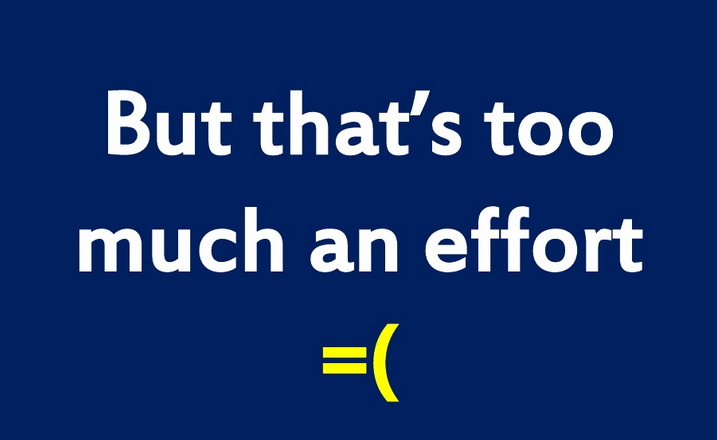 But that’s too
much an effort
=(